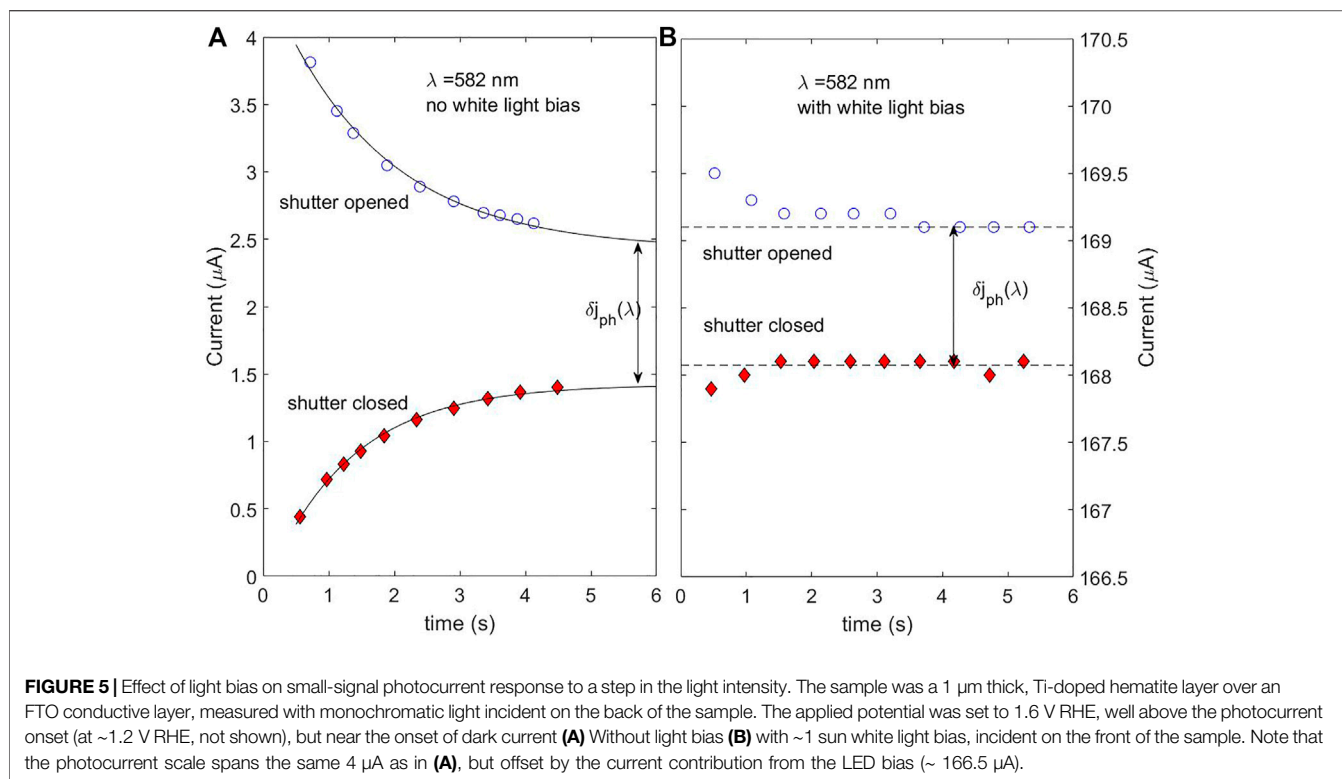 A
4
3.5
3
2.5
2
1.5
1
0.5
0
Current (μA)
λ =582 nm
no white light bias
shutter opened
δjph(λ)
shutter closed
0 1 2 3 4 5 6
time (s)
B
170.5
170
169.5
169
168.5
168
167.5
167
166.5
Current (μA)
λ =582 nm
with white light bias
shutter opened
δjph(λ)
shutter closed
0 1 2 3 4 5 6
time (s)
FIGURE 5 | Effect of light bias on small-signal photocurrent response to a step in the light intensity. The sample was a 1 μm thick, Ti-doped hematite layer over an
FTO conductive layer, measured with monochromatic light incident on the back of the sample. The applied potential was set to 1.6 V RHE, well above the photocurrent
onset (at ~1.2 V RHE, not shown), but near the onset of dark current (A) Without light bias (B) with ~1 sun white light bias, incident on the front of the sample. Note that
the photocurrent scale spans the same 4 μA as in (A), but offset by the current contribution from the LED bias (~ 166.5 μA).